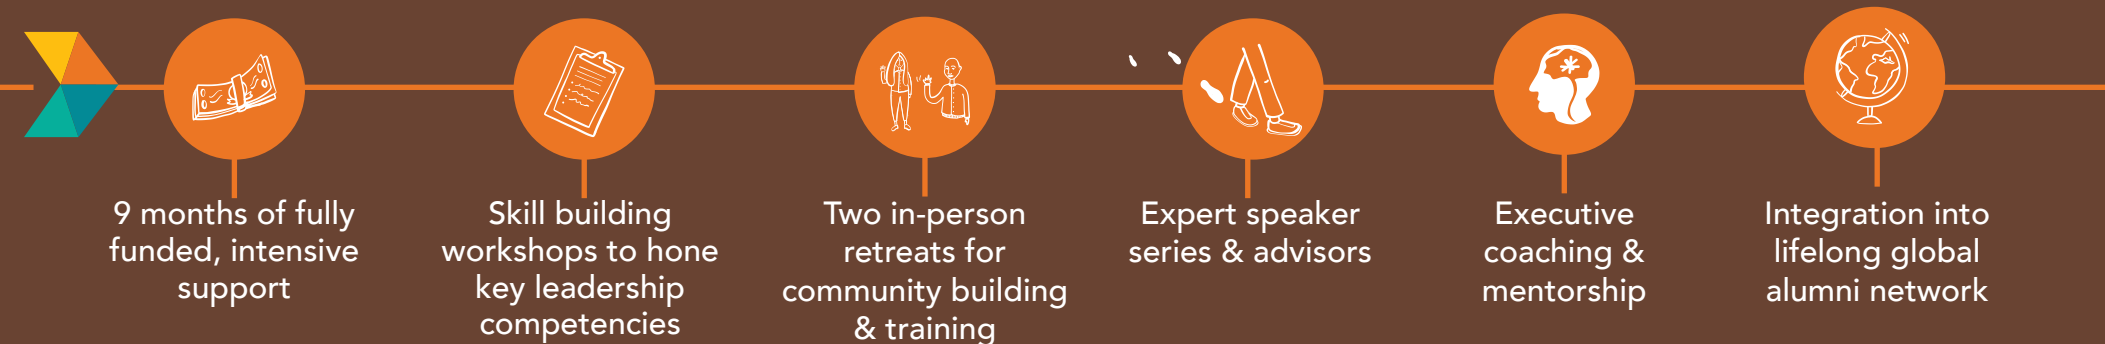 9 months of fully
funded, intensive
support
Skill building
workshops to hone
key leadership
competencies
Two in-person
retreats for
community building
& training
Expert speaker
series & advisors
Executive
coaching &
mentorship
Integration into
lifelong global
alumni network